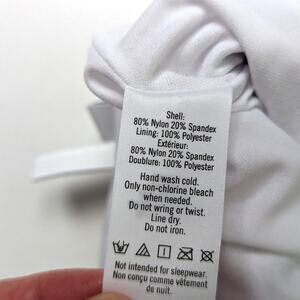 Shell:
80% Nylon 20% Spandex
Lining: 100% Polyester
Extérieur:
80% Nylon 20% Spandex
Doublure: 100% Polyester
Hand wash cold.
Only non-chlorine bleach
when needed.
Do not wring or twist.
Line dry.
Do not iron.
Not intended for sleepwear.
Non conçu comme vêtement
de nuit.